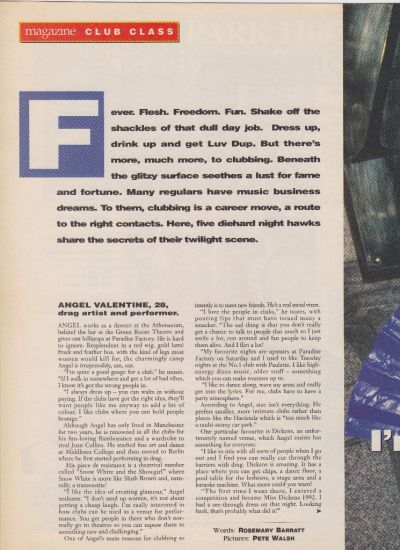 magazine CLUB CLASS
Fever. Flesh. Freedom. Fun. Shake off the
shackles of that dull day job. Dress up,
drink up and get Luv Dup. But there's
more, much more, to clubbing. Beneath
the glitzy surface seethes a lust for fame
and fortune. Many regulars have music business
dreams. To them, clubbing is a career move, a route
to the right contacts. Here, five diehard night hawks
share the secrets of their twilight scene.
ANGEL VALENTINE, 28,
drag artist and performer.
ANGEL works as a dancer at the Athenaeum,
behind the bar at the Green Room Theatre and
gives out lollipops at Paradise Factory. He is hard
to ignore. Resplendent in a red wig, gold lamé
frock and feather boa, with the kind of legs most
women would kill for, the charmingly camp
Angel is irrepressibly, um, out.
"I'm quite a good gauge for a club," he muses.
"If I walk in somewhere and get a lot of bad vibes,
I know it's got the wrong people in.
"I always dress up – you can waltz in without
paying. If the clubs have got the right idea, they'll
want people like me anyway to add a bit of
colour. I like clubs where you can hold people
hostage."
Although Angel has only lived in Manchester
for two years, he is renowned in all the clubs for
his fun-loving flamboyance and a wardrobe to
rival Joan Collins. He studied fine art and dance
at Middlesex College and then moved to Berlin
where he first started performing in drag.
His pièce de resistance is a theatrical number
called "Snow White and the Showgirl" where
Snow White is more like Slush Brown and, natu-
rally, a transvestite!
"I like the idea of creating glamour," Angel
enthuses. "I don't send up women, it's not about
getting a cheap laugh. I'm really interested in
how clubs can be used as a venue for perfor-
mance. You get people in there who don't nor-
mally go to theatres so you can expose them to
something new and challenging."
One of Angel's main reasons for clubbing so
intently is to meet new friends. He's a real social vixen.
"I love the people in clubs," he oozes, with
pouting lips that must have issued many a
smacker. "The sad thing is that you don't really
get a chance to talk to people that much so I just
smile a lot, run around and fan people to keep
them alive. And I flirt a lot!
"My favourite nights are upstairs at Paradise
Factory on Saturday and I used to like Tuesday
nights at the No.1 club with Paulette. I like high-
energy disco music, older stuff – something
which you can make routines up to.
"I like to dance along, wave my arms and really
get into the lyrics. For me, clubs have to have a
party atmosphere."
According to Angel, size isn't everything. He
prefers smaller, more intimate clubs rather than
places like the Hacienda which is "too much like
a multi-storey car park."
One particular favourite is Dickens, an unfor-
tunately named venue, which Angel insists has
something for everyone.
"I like to mix with all sorts of people when I go
out and I find you can really cut through the
barriers with drag. Dickens is amazing. It has a
place where you can get chips, a dance floor, a
pool table for the lesbians, a stage area and a
karaoke machine. What more could you want?
"The first time I went there, I entered a
competition and became Miss Dickens 1992. I
had a see-through dress on that night. Looking
back, that's probably what did it!"
Words: ROSEMARY BARRATT
Pictures: PETE WALSH